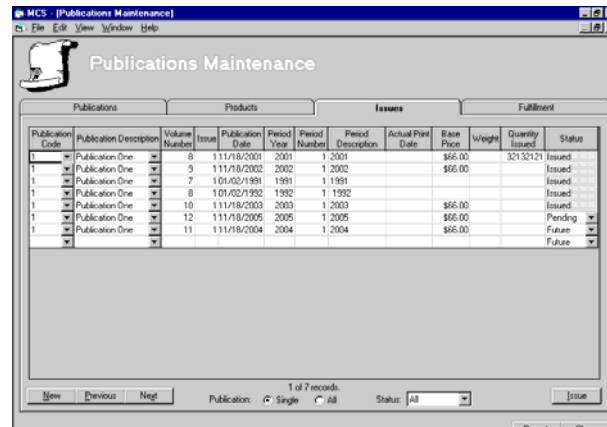 MCS - [Publications Maintenance]
File Edit View Window Help
Publications Maintenance
Publications Products Issues Fulfilment
Publication Code Publication Description Volume Number Issue Publication Date Period Year Period Number Period Description Actual Print Date Base Price Weight Quantity Issued Status
1 Publication One 8 1 11/18/2001 2001 1 2001 $66.00 32132121 Issued
1 Publication One 9 1 11/18/2002 2002 1 2002 $66.00 Issued
1 Publication One 7 1 01/02/1991 1991 1 1991 Issued
1 Publication One 8 1 01/02/1992 1992 1 1992 Issued
1 Publication One 10 1 11/18/2003 2003 1 2003 $66.00 Issued
1 Publication One 12 1 11/18/2005 2005 1 2005 $66.00 Pending
1 Publication One 11 1 11/18/2004 2004 1 2004 $66.00 Future
Future
1 of 7 records.
New Previous Next Publication: Single All Status: All Issue